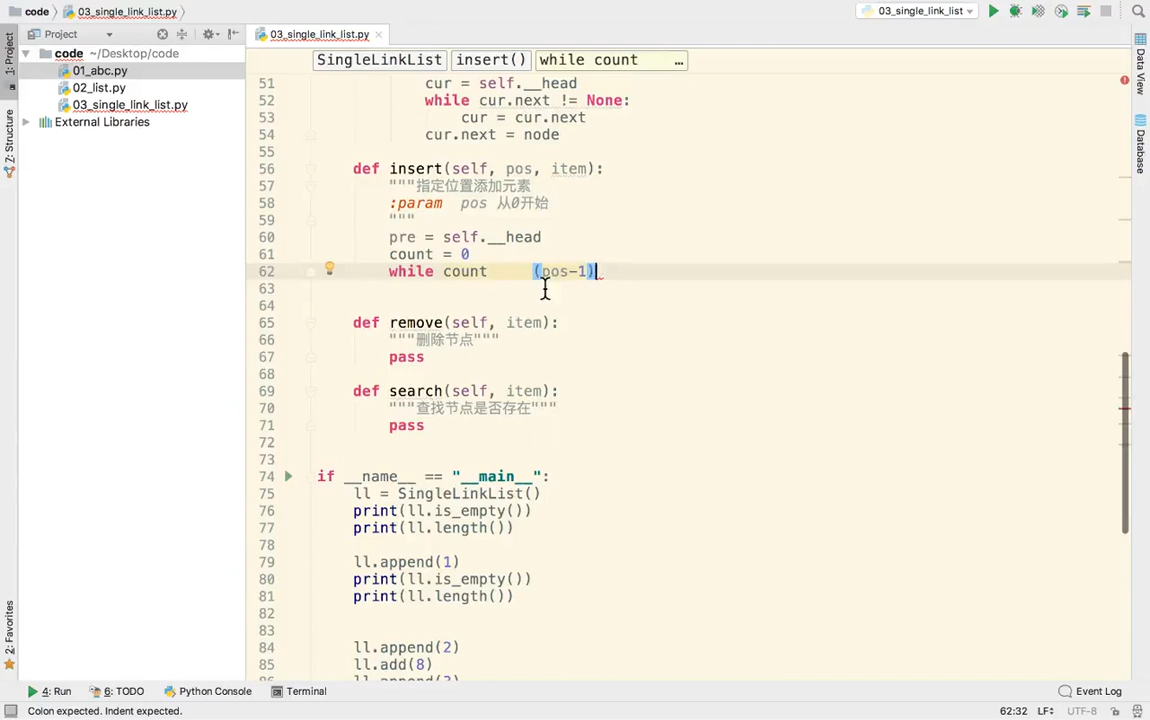 code
03_single_link_list.py
03_single_link_list
Project
03_single_link_list.py
1: Project
Z: Structure
2: Favorites
code ~/Desktop/code
01_abc.py
02_list.py
03_single_link_list.py
External Libraries
SingleLinkList
insert()
while count ...
51 cur = self.__head
52 while cur.next != None:
53 cur = cur.next
54 cur.next = node
55
56 def insert(self, pos, item):
57 """指定位置添加元素
58 :param pos 从0开始
59 """
60 pre = self.__head
61 count = 0
62 while count (pos-1)
63
64
65 def remove(self, item):
66 """删除节点"""
67 pass
68
69 def search(self, item):
70 """查找节点是否存在"""
71 pass
72
73
74 if __name__ == "__main__":
75 ll = SingleLinkList()
76 print(ll.is_empty())
77 print(ll.length())
78
79 ll.append(1)
80 print(ll.is_empty())
81 print(ll.length())
82
83
84 ll.append(2)
85 ll.add(8)
Data View
Database
4: Run
6: TODO
Python Console
Terminal
Event Log
Colon expected. Indent expected.
62:32
LF
UTF-8